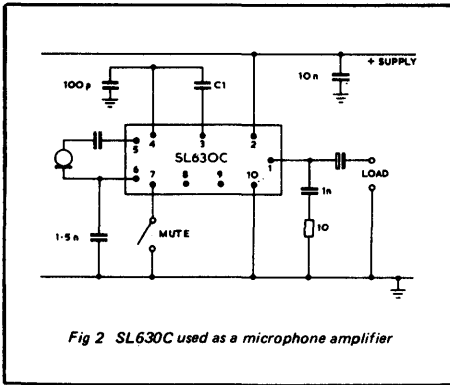 + SUPPLY
100p
C1
10n
5 4 3 2
SL630C
1
6 7 8 9 10
LOAD
1n
1·5n
MUTE
10
Fig 2 SL630C used as a microphone amplifier